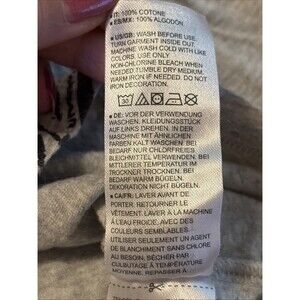 IT: 100% COTONE
● ES/MX: 100% ALGODÓN
● US/GB: WASH BEFORE USE.
TURN GARMENT INSIDE OUT.
MACHINE WASH COLD WITH LIKE
COLORS. USE ONLY
NON-CHLORINE BLEACH WHEN
NEEDED. TUMBLE DRY MEDIUM.
WARM IRON IF NEEDED. DO NOT
IRON DECORATION.
30
● DE: VOR DER VERWENDUNG
WASCHEN. KLEIDUNGSSTÜCK
AUF LINKS DREHEN. IN DER
MASCHINE MIT ÄHNLICHEN
FARBEN KALT WASCHEN. BEI
BEDARF NUR CHLORFREIES
BLEICHMITTEL VERWENDEN. BEI
MITTLERER TEMPERATUR IM
TROCKNER TROCKNEN. BEI
BEDARF WARM BÜGELN.
DEKORATION NICHT BÜGELN.
● CA/FR: LAVER AVANT DE
PORTER. RETOURNER LE
VÊTEMENT. LAVER À LA MACHINE
À L'EAU FROIDE, AVEC DES
COULEURS SEMBLABLES.
UTILISER SEULEMENT UN AGENT
DE BLANCHIMENT SANS CHLORE
AU BESOIN. SÉCHER PAR
CULBUTAGE À TEMPÉRATURE
MOYENNE. REPASSER À